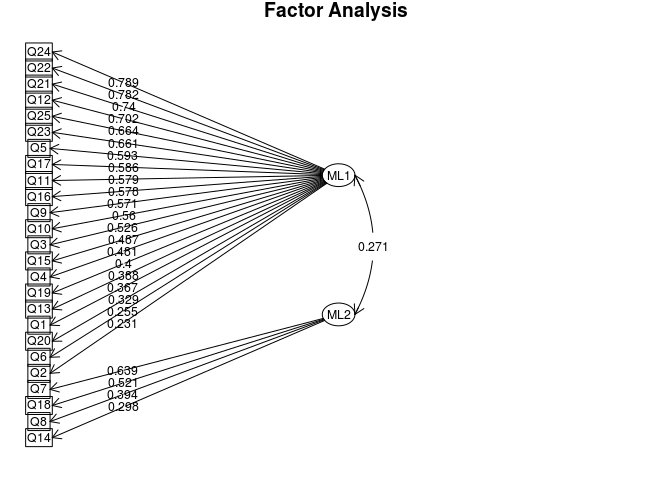 Factor Analysis
Q24
Q22
Q21
Q12
Q25
Q23
Q5
Q17
Q11
Q16
Q9
Q10
Q3
Q15
Q4
Q19
Q13
Q1
Q20
Q6
Q2
Q7
Q18
Q8
Q14
0.789
0.782
0.74
0.702
0.664
0.661
0.593
0.586
0.579
0.578
0.571
0.56
0.526
0.487
0.481
0.4
0.388
0.367
0.329
0.255
0.231
0.639
0.521
0.394
0.298
ML1
0.271
ML2